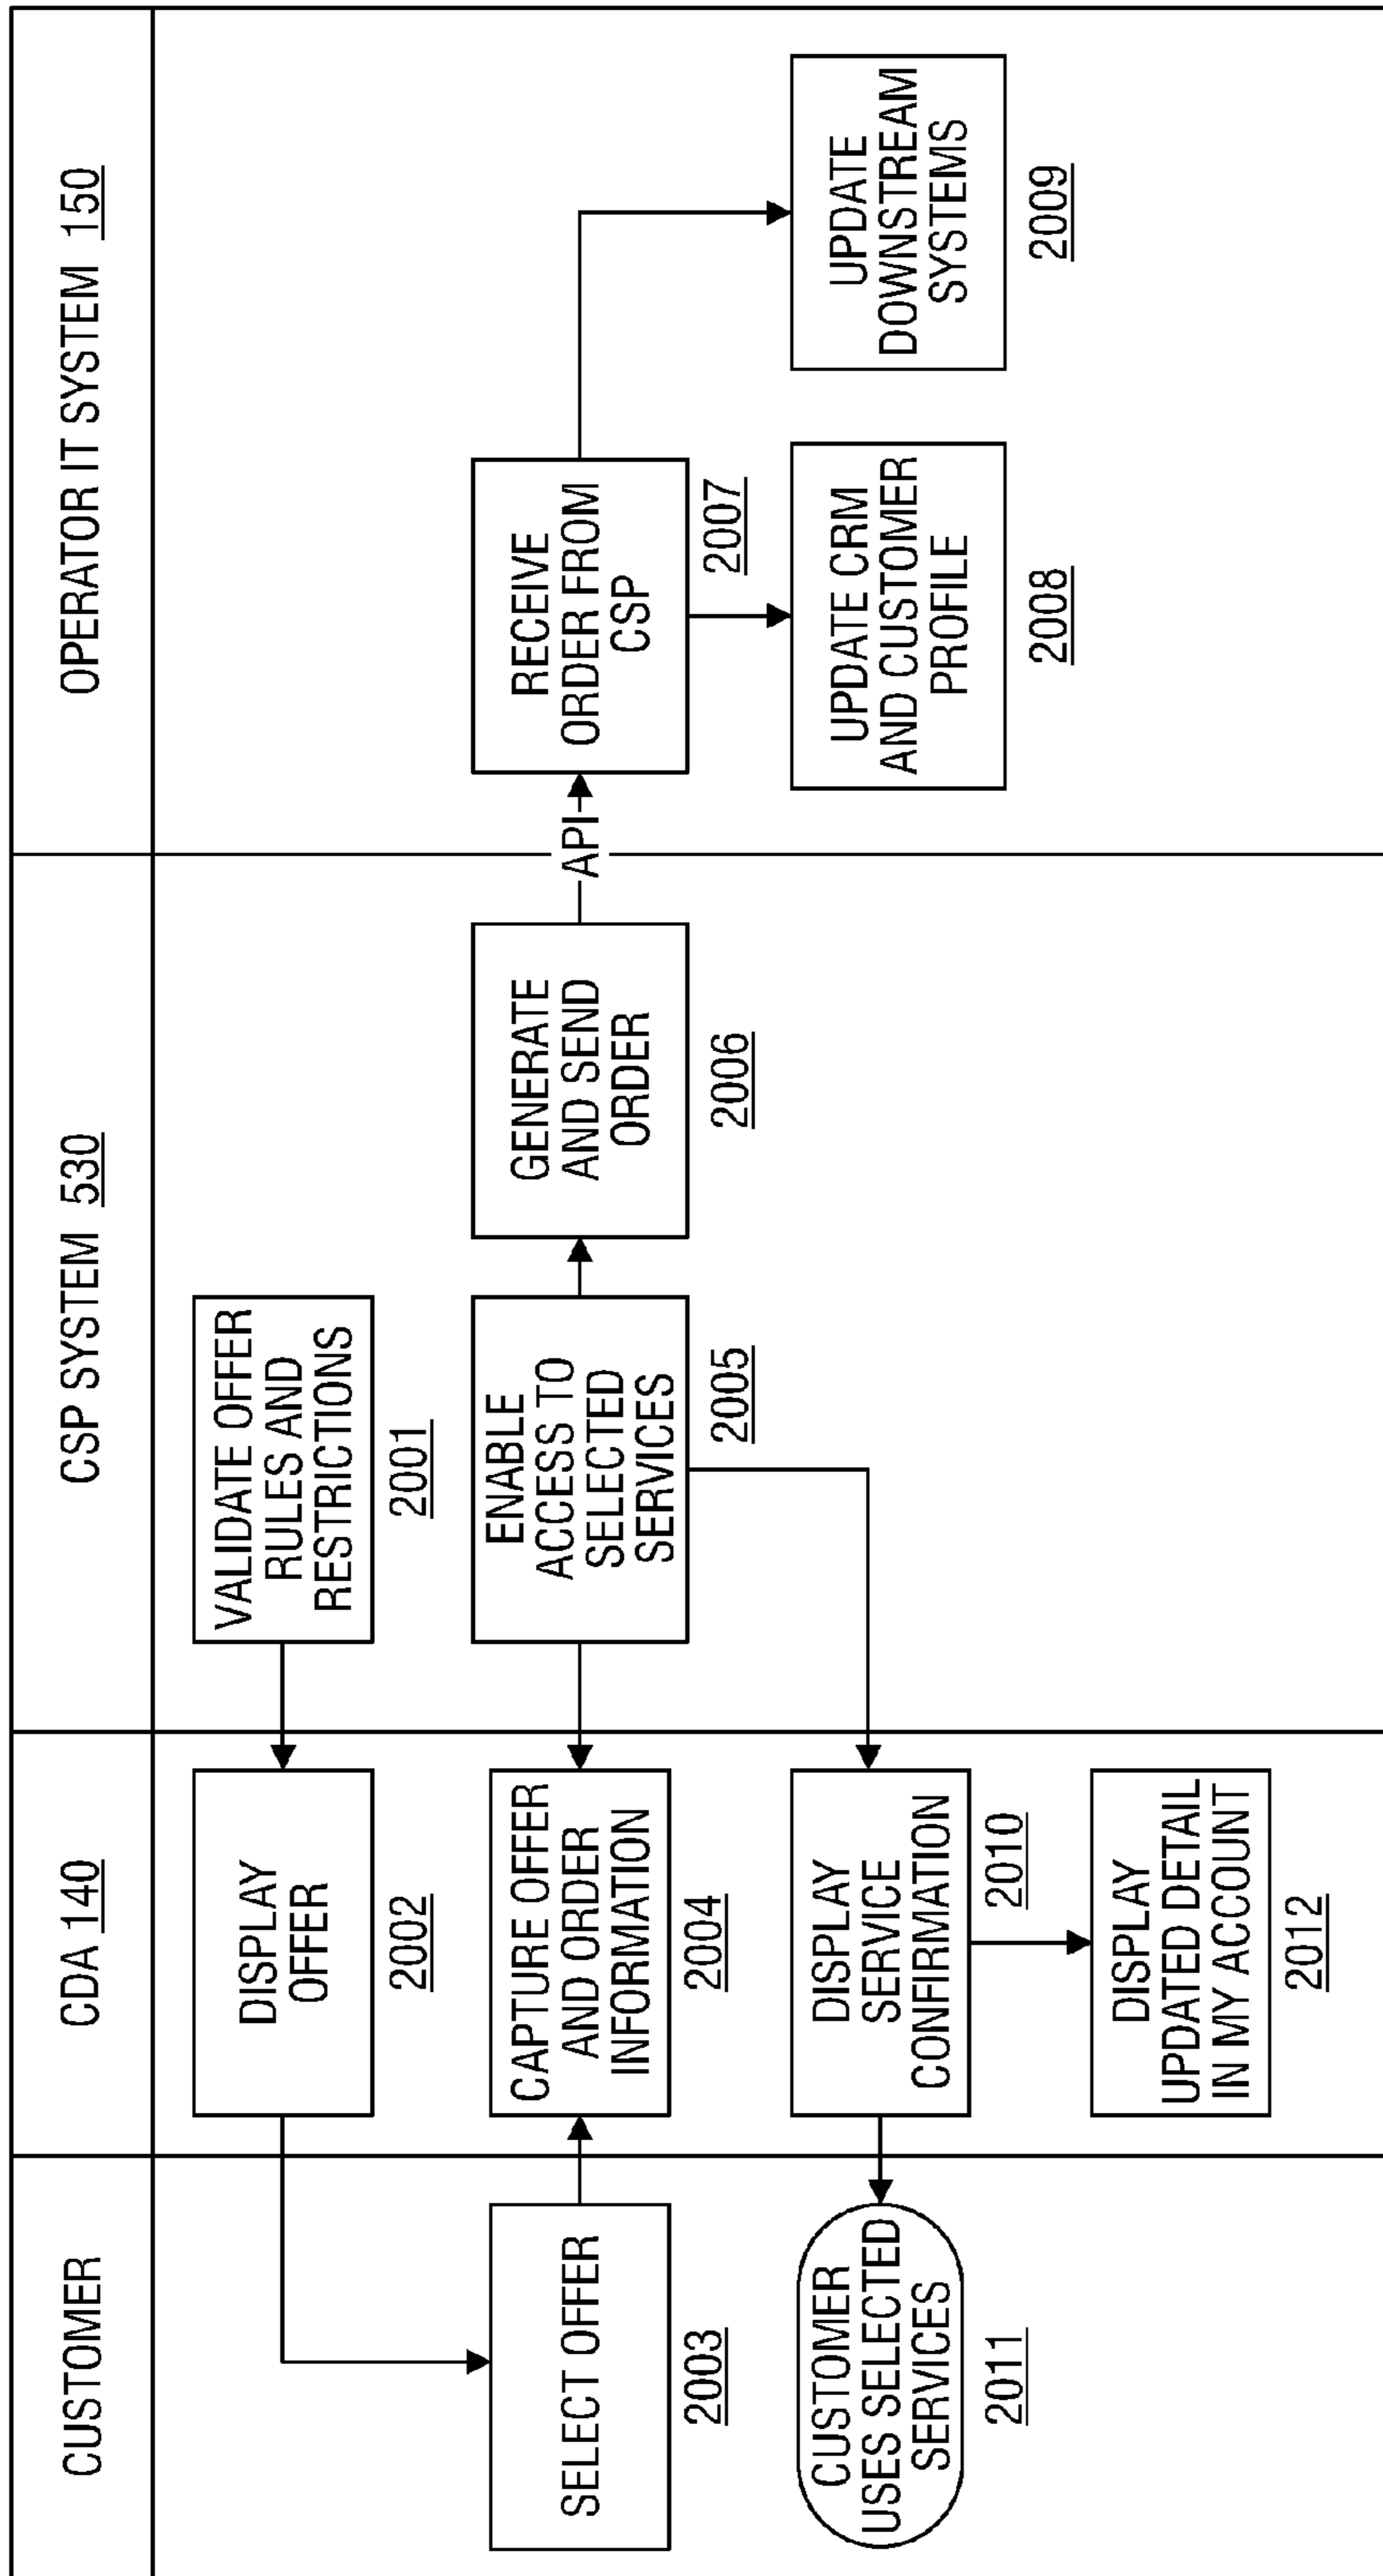 CUSTOMER
CDA 140
CSP SYSTEM 530
OPERATOR IT SYSTEM 150
DISPLAY
OFFER
2002
VALIDATE OFFER
RULES AND
RESTRICTIONS
2001
SELECT OFFER
2003
CAPTURE OFFER
AND ORDER
INFORMATION
2004
ENABLE
ACCESS TO
SELECTED
SERVICES
2005
GENERATE
AND SEND
ORDER
2006
API
RECEIVE
ORDER FROM
CSP
2007
CUSTOMER
USES SELECTED
SERVICES
2011
DISPLAY
SERVICE
CONFIRMATION
2010
UPDATE CRM
AND CUSTOMER
PROFILE
2008
UPDATE
DOWNSTREAM
SYSTEMS
2009
DISPLAY
UPDATED DETAIL
IN MY ACCOUNT
2012